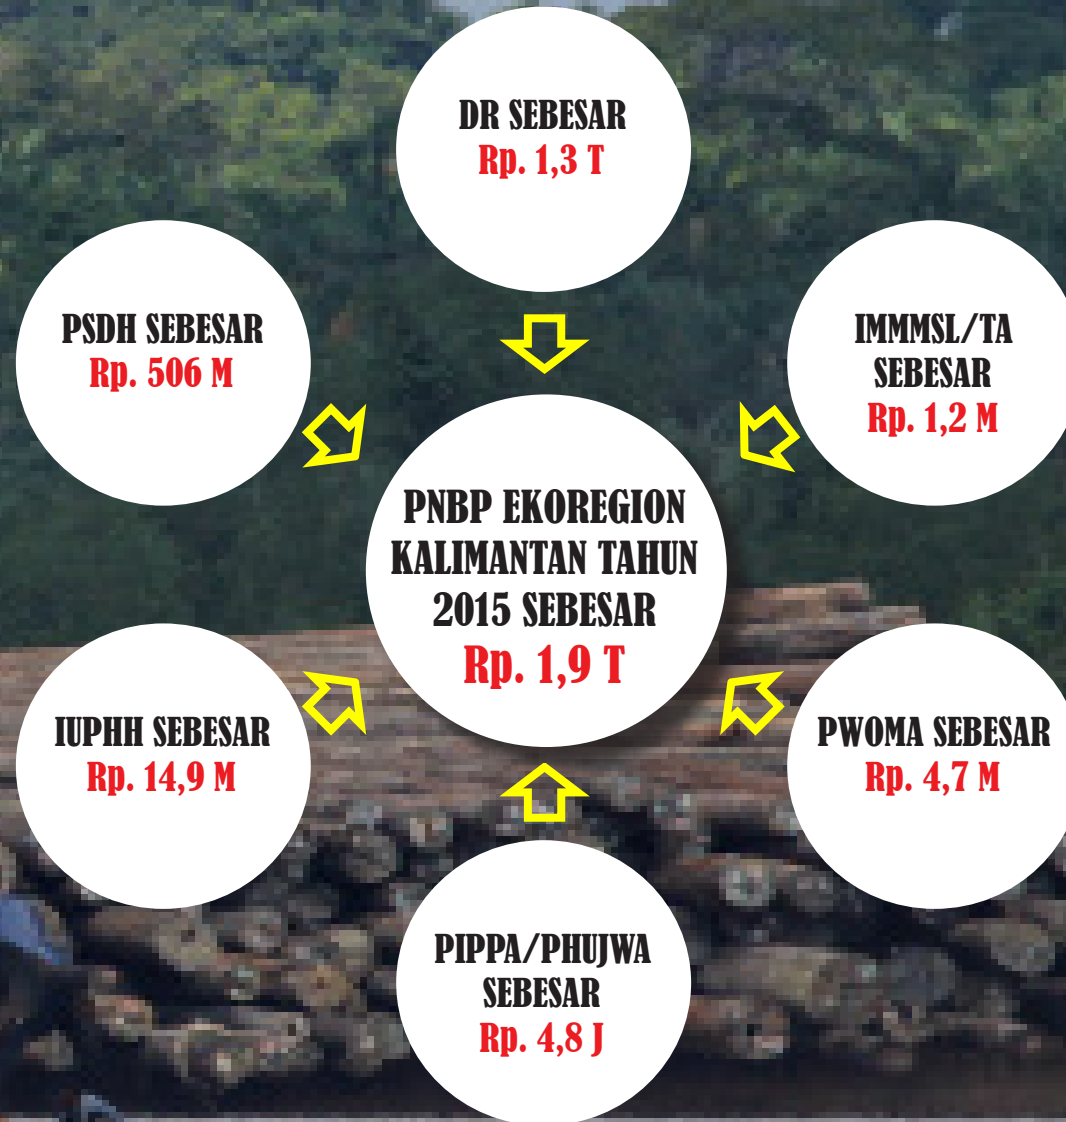 DR SEBESAR
Rp. 1,3 T
PSDH SEBESAR
Rp. 506 M
IMMMSL/TA
SEBESAR
Rp. 1,2 M
PNBP EKOREGION
KALIMANTAN TAHUN
2015 SEBESAR
Rp. 1,9 T
IUPHH SEBESAR
Rp. 14,9 M
PWOMA SEBESAR
Rp. 4,7 M
PIPPA/PHUJWA
SEBESAR
Rp. 4,8 J